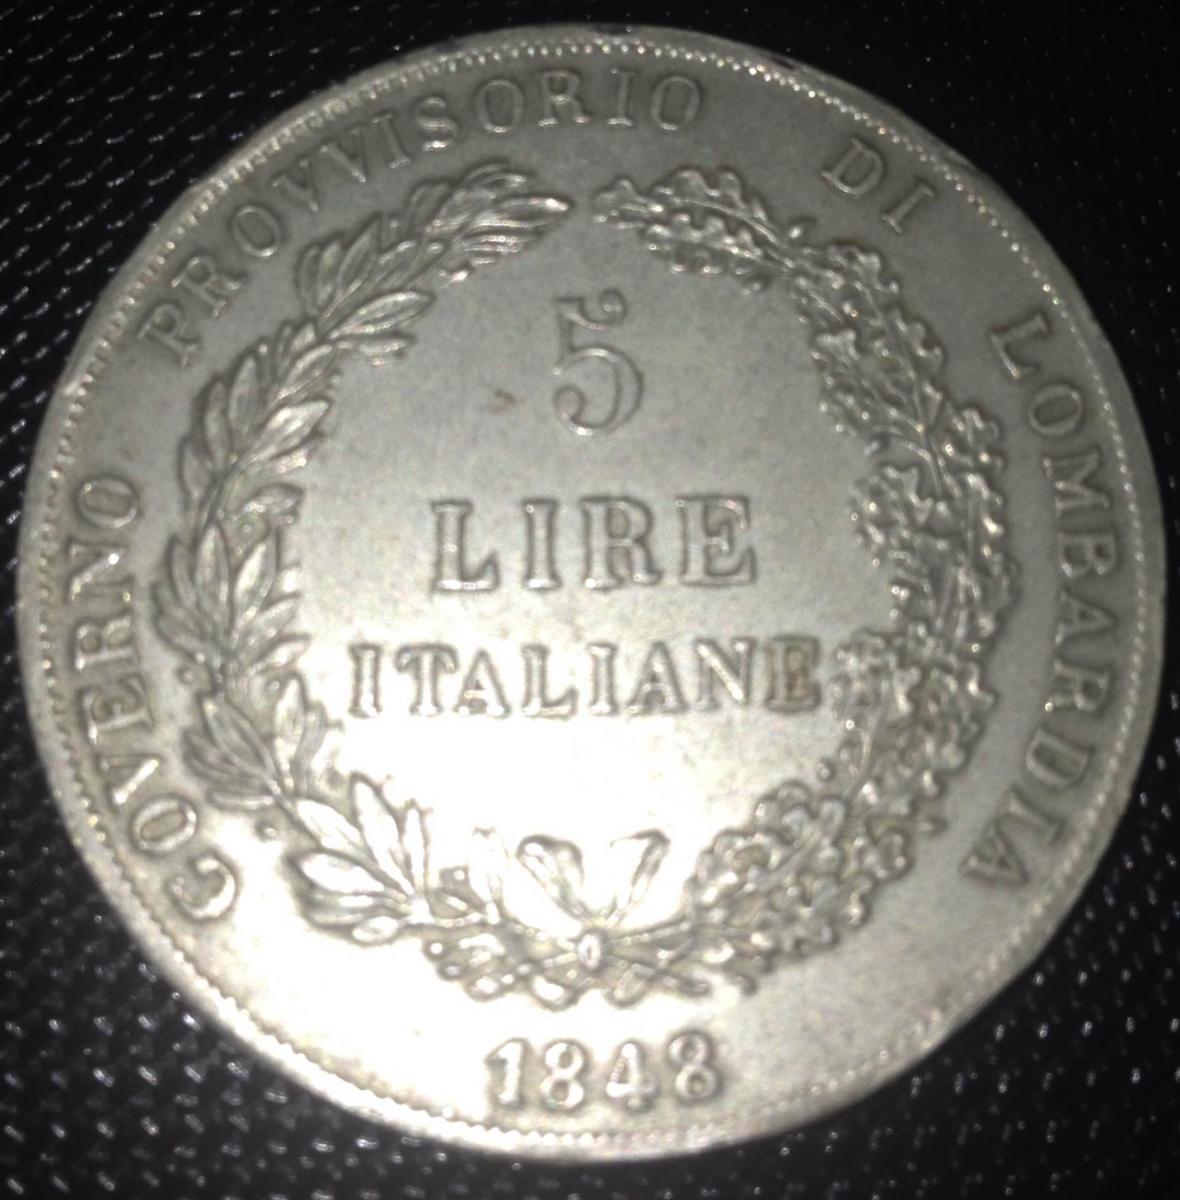 GOVERNO PROVVISORIO DI LOMBARDIA
5
LIRE
ITALIANE
1848